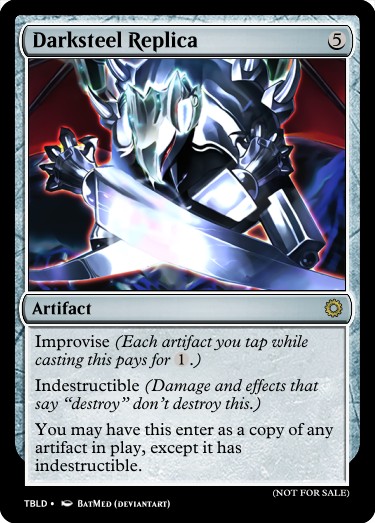 Darksteel Replica 5
Artifact
Improvise (Each artifact you tap while
casting this pays for 1 .)
Indestructible (Damage and effects that
say “destroy” don’t destroy this.)
You may have this enter as a copy of any
artifact in play, except it has
indestructible.
TBLD • BatMed (deviantart)
(NOT FOR SALE)